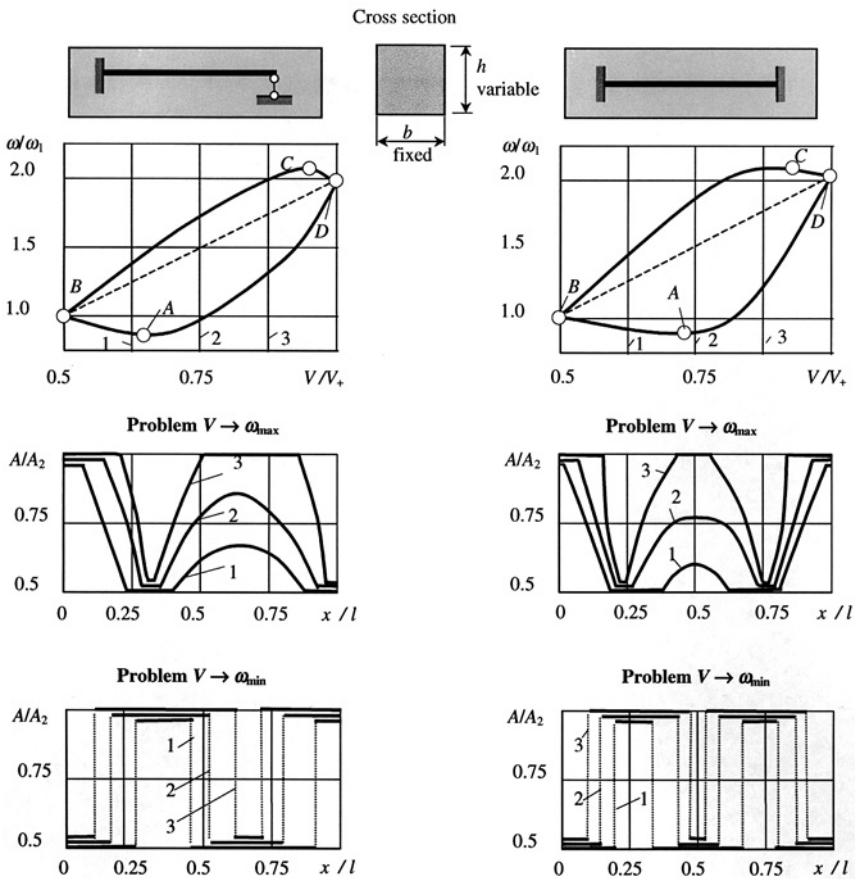 Cross section
h
variable
b
fixed
ω/ω₁
2.0
1.5
1.0
B
A
C
D
1
2
3
0.5
0.75
V/V₊
ω/ω₁
2.0
1.5
1.0
B
A
C
D
1
2
3
0.5
0.75
V/V₊
Problem V → ωmax
A/A₂
0.75
0.5
3
2
1
0
0.25
0.5
0.75
x / l
Problem V → ωmax
A/A₂
0.75
0.5
3
2
1
0
0.25
0.5
0.75
x / l
Problem V → ωmin
A/A₂
0.75
0.5
1
2
3
0
0.25
0.5
0.75
x / l
Problem V → ωmin
A/A₂
0.75
0.5
3
2
1
0
0.25
0.5
0.75
x / l